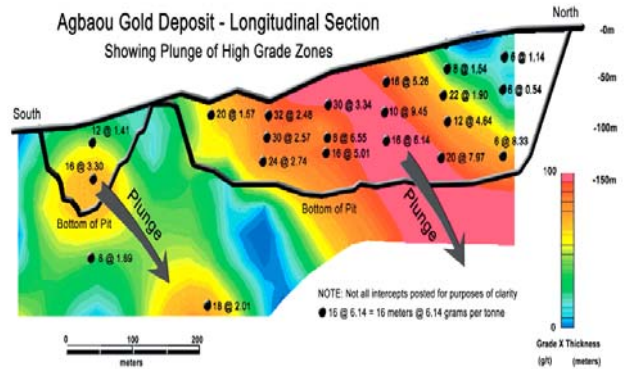 Agbaou Gold Deposit - Longitudinal Section
Showing Plunge of High Grade Zones
North
South
-0m
-50m
-100m
-150m
6 @ 1.14
8 @ 1.54
16 @ 5.26
6 @ 0.54
22 @ 1.90
30 @ 3.34
20 @ 1.57
32 @ 2.48
10 @ 9.45
12 @ 4.64
12 @ 1.41
30 @ 2.57
8 @ 6.55
16 @ 6.14
6 @ 8.33
16 @ 5.01
20 @ 7.97
24 @ 2.74
16 @ 3.30
Plunge
Plunge
Bottom of Pit
Bottom of Pit
18 @ 2.01
NOTE: Not all intercepts posted for purposes of clarity
16 @ 6.14 = 16 meters @ 6.14 grams per tonne
100
0
Grade X Thickness
(g/t) (meters)
0 100 200
meters